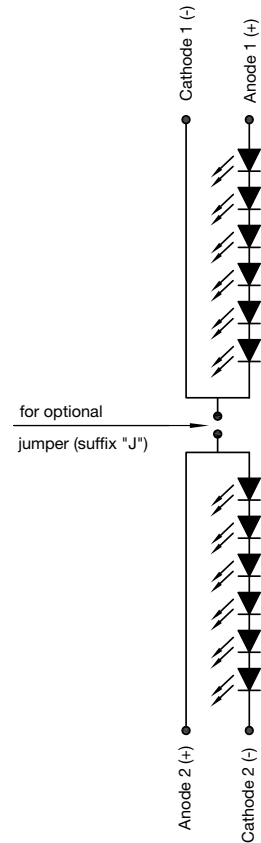 Cathode 1 (-)
Anode 1 (+)
for optional
jumper (suffix "J")
Anode 2 (+)
Cathode 2 (-)